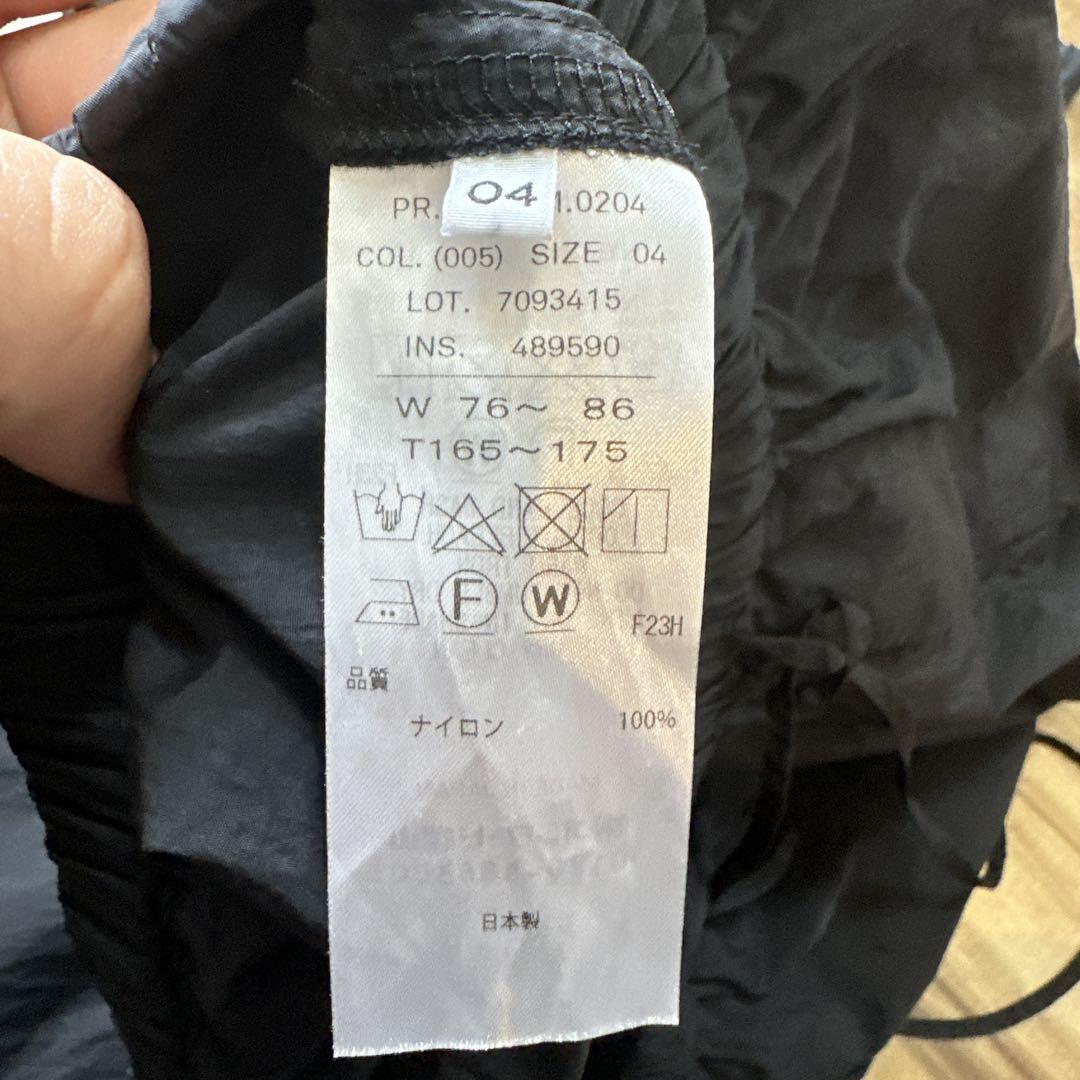 04
PR. 1.0204
COL. (005) SIZE 04
LOT. 7093415
INS. 489590
W 76～ 86
T165～175
F W
F23H
品質
ナイロン 100%
日本製